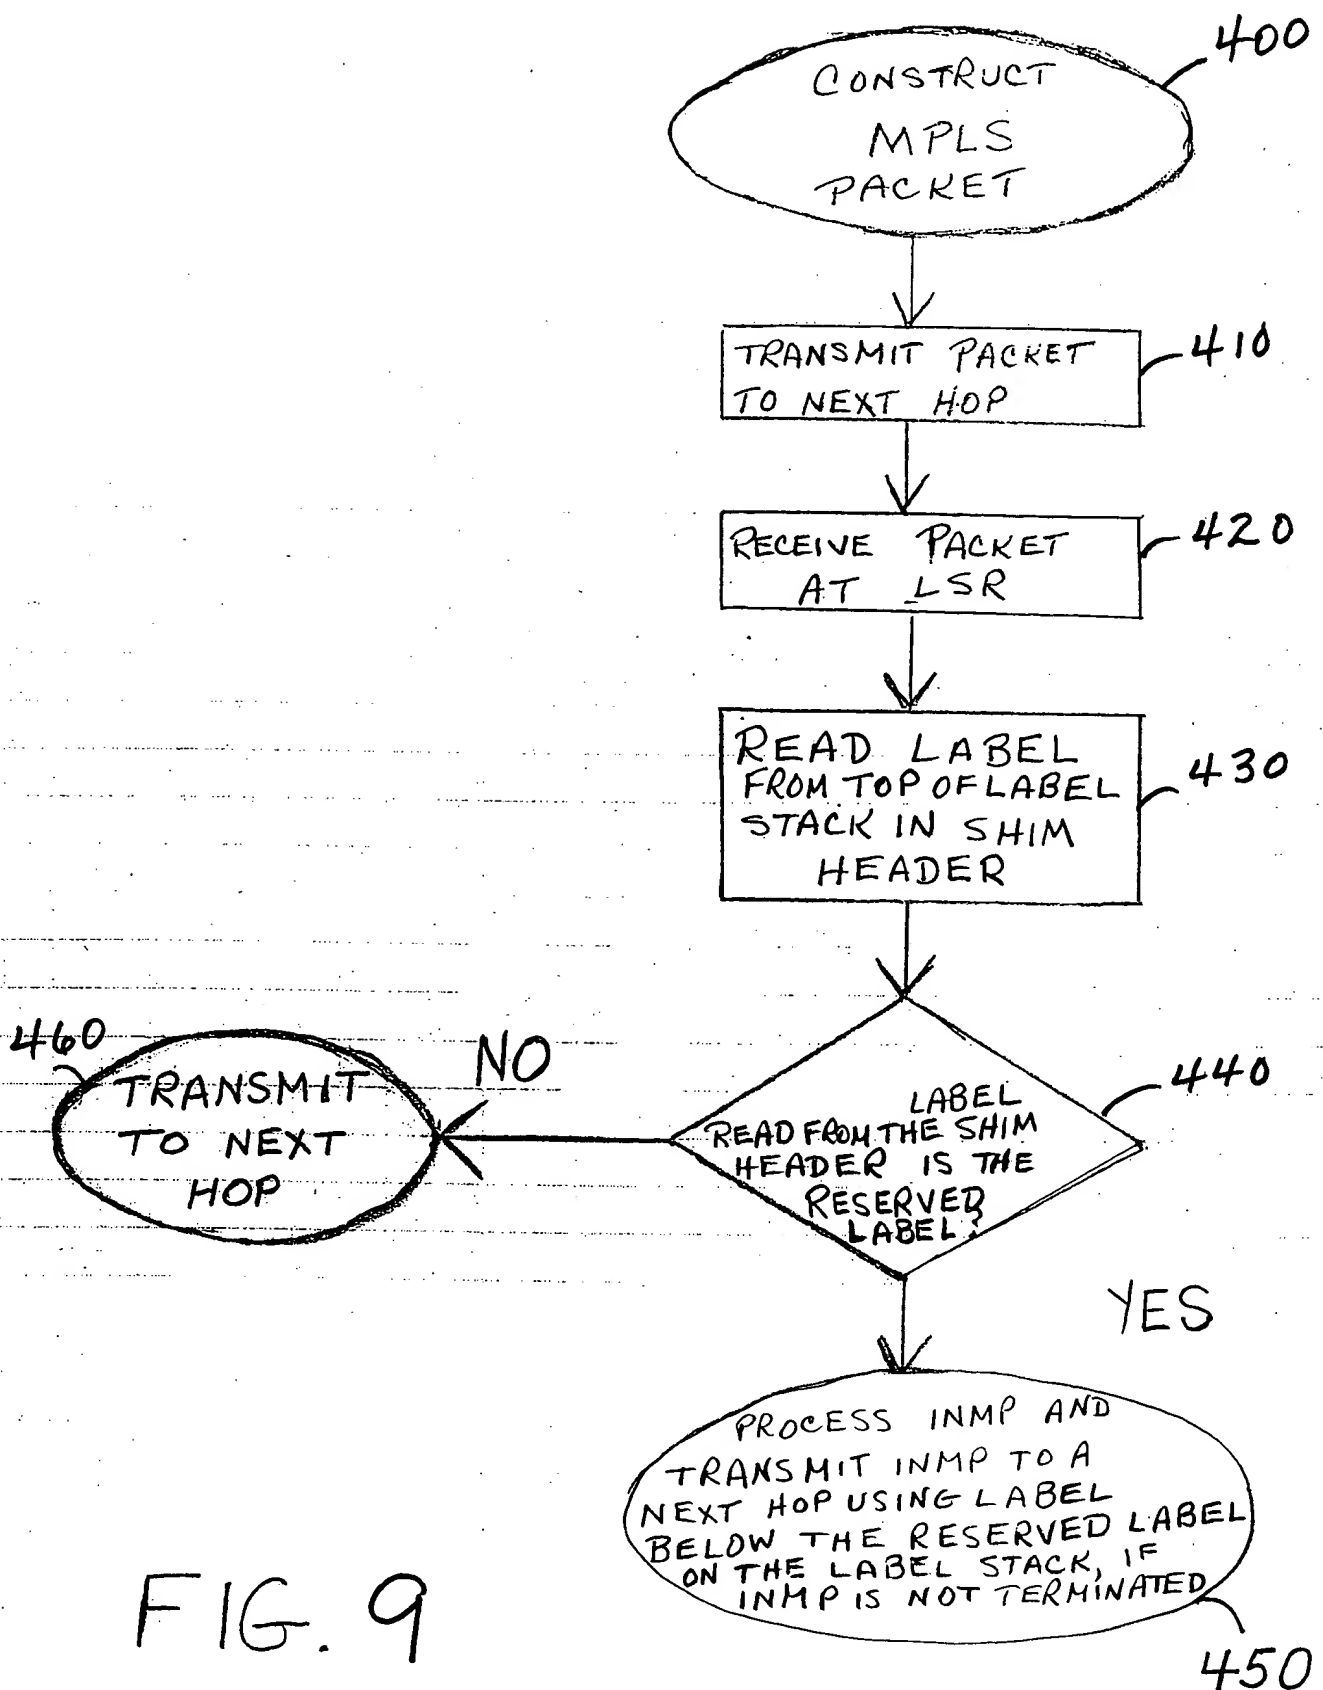 400
CONSTRUCT
MPLS
PACKET
410
TRANSMIT PACKET
TO NEXT HOP
420
RECEIVE PACKET
AT LSR
430
READ LABEL
FROM TOP OF LABEL
STACK IN SHIM
HEADER
440
LABEL
READ FROM THE SHIM
HEADER IS THE
RESERVED
LABEL?
NO
460
TRANSMIT
TO NEXT
HOP
YES
PROCESS INMP AND
TRANSMIT INMP TO A
NEXT HOP USING LABEL
BELOW THE RESERVED LABEL
ON THE LABEL STACK, IF
INMP IS NOT TERMINATED
450
FIG. 9